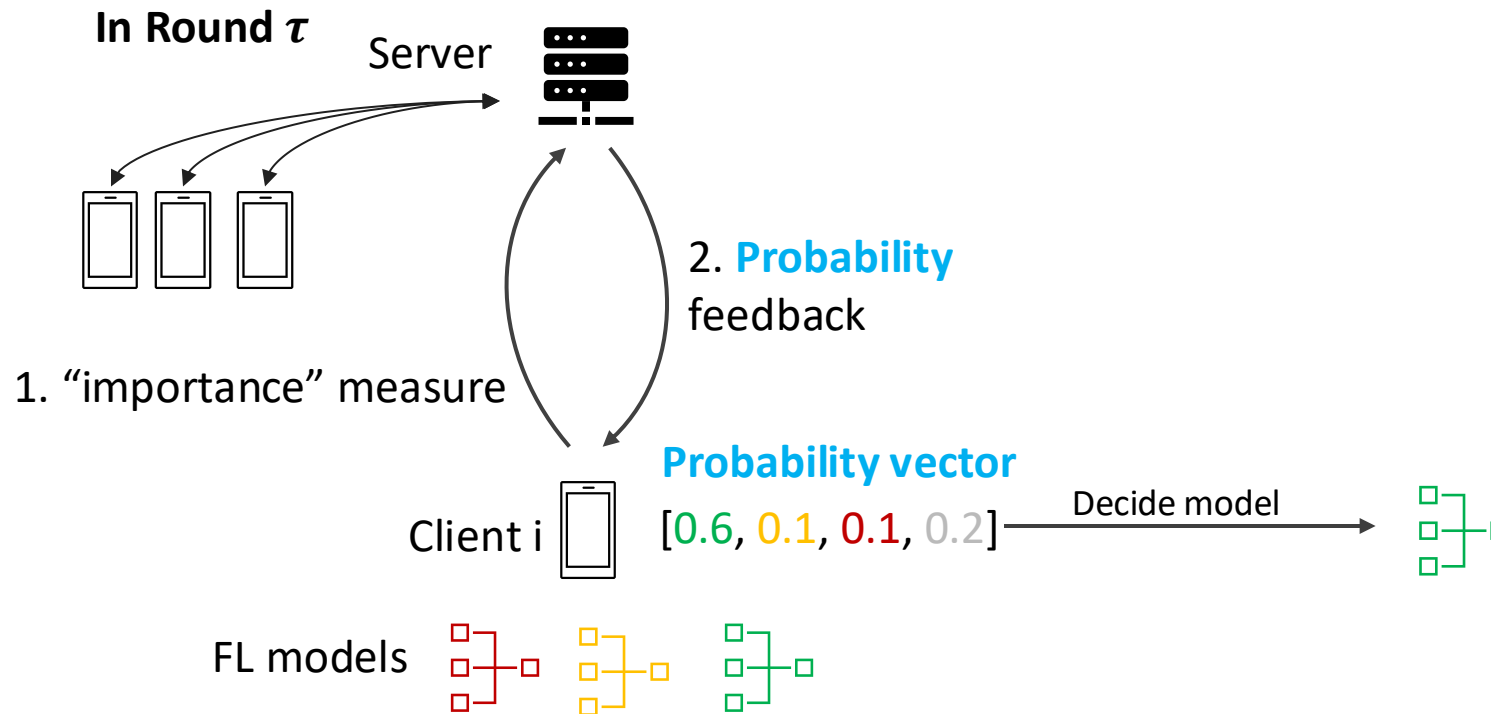 In Round τ
Server
2. Probability
feedback
1. “importance” measure
Probability vector
Client i
[0.6, 0.1, 0.1, 0.2]
Decide model
FL models